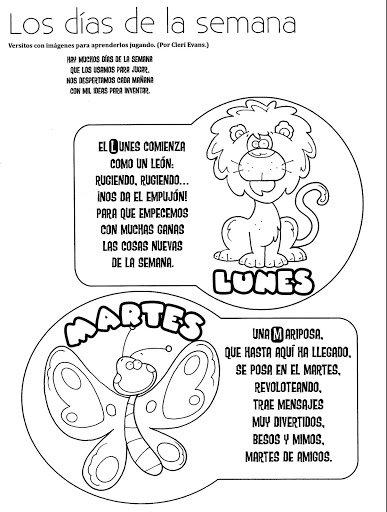 Los días de la semana
Versitos con imágenes para aprenderlos jugando. (Por Cleri Evans.)
HAY MUCHOS DÍAS DE LA SEMANA
QUE LOS USAMOS PARA JUGAR,
NOS DESPERTAMOS CADA MAÑANA
CON MIL IDEAS PARA INVENTAR.
EL LUNES COMIENZA
COMO UN LEÓN:
RUGIENDO, RUGIENDO...
¡NOS DA EL EMPUJÓN!
PARA QUE EMPECEMOS
CON MUCHAS GANAS
LAS COSAS NUEVAS
DE LA SEMANA.
LUNES
MARTES
UNA MARIPOSA,
QUE HASTA AQUÍ HA LLEGADO,
SE POSA EN EL MARTES,
REVOLOTEANDO,
TRAE MENSAJES
MUY DIVERTIDOS,
BESOS Y MIMOS,
MARTES DE AMIGOS.